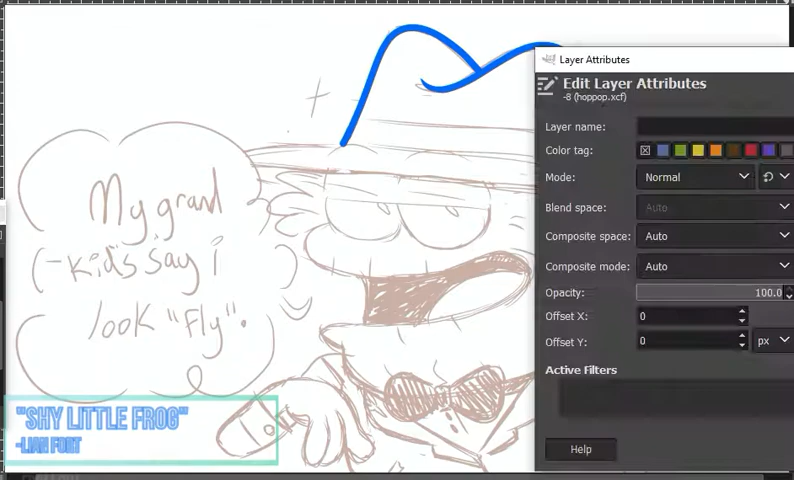 My grand
kids say i
look "Fly".
"SHY LITTLE FROG"
-LIAN FORT
Layer Attributes
Edit Layer Attributes
-8 (hoppop.xcf)
Layer name:
Color tag:
Mode: Normal
Blend space: Auto
Composite space: Auto
Composite mode: Auto
Opacity: 100.0
Offset X: 0
Offset Y: 0 px
Active Filters
Help